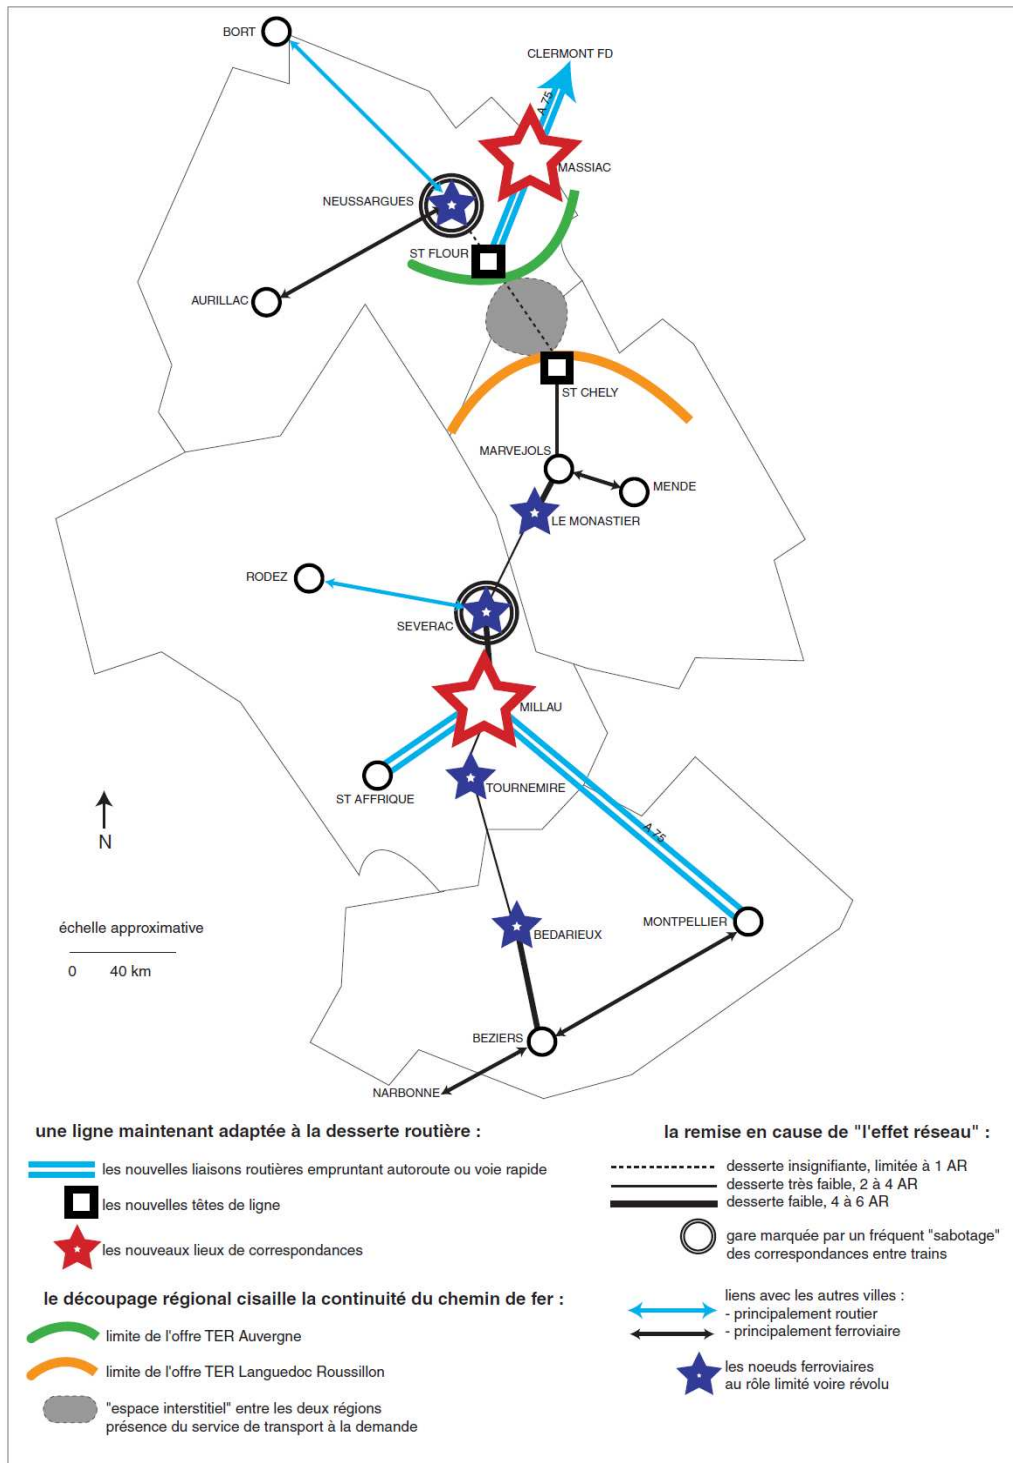 BORT
CLERMONT FD
A 75
MASSIAC
NEUSSARGUES
ST FLOUR
AURILLAC
ST CHELY
MARVEJOLS
MENDE
LE MONASTIER
RODEZ
SEVERAC
MILLAU
ST AFFRIQUE
TOURNEMIRE
N
A 75
échelle approximative
0 40 km
MONTPELLIER
BEDARIEUX
BEZIERS
NARBONNE
une ligne maintenant adaptée à la desserte routière :
les nouvelles liaisons routières empruntant autoroute ou voie rapide
les nouvelles têtes de ligne
les nouveaux lieux de correspondances
le découpage régional cisaille la continuité du chemin de fer :
limite de l'offre TER Auvergne
limite de l'offre TER Languedoc Roussillon
"espace interstitiel" entre les deux régions
présence du service de transport à la demande
la remise en cause de "l'effet réseau" :
desserte insignifiante, limitée à 1 AR
desserte très faible, 2 à 4 AR
desserte faible, 4 à 6 AR
gare marquée par un fréquent "sabotage"
des correspondances entre trains
liens avec les autres villes :
- principalement routier
- principalement ferroviaire
les noeuds ferroviaires
au rôle limité voire révolu